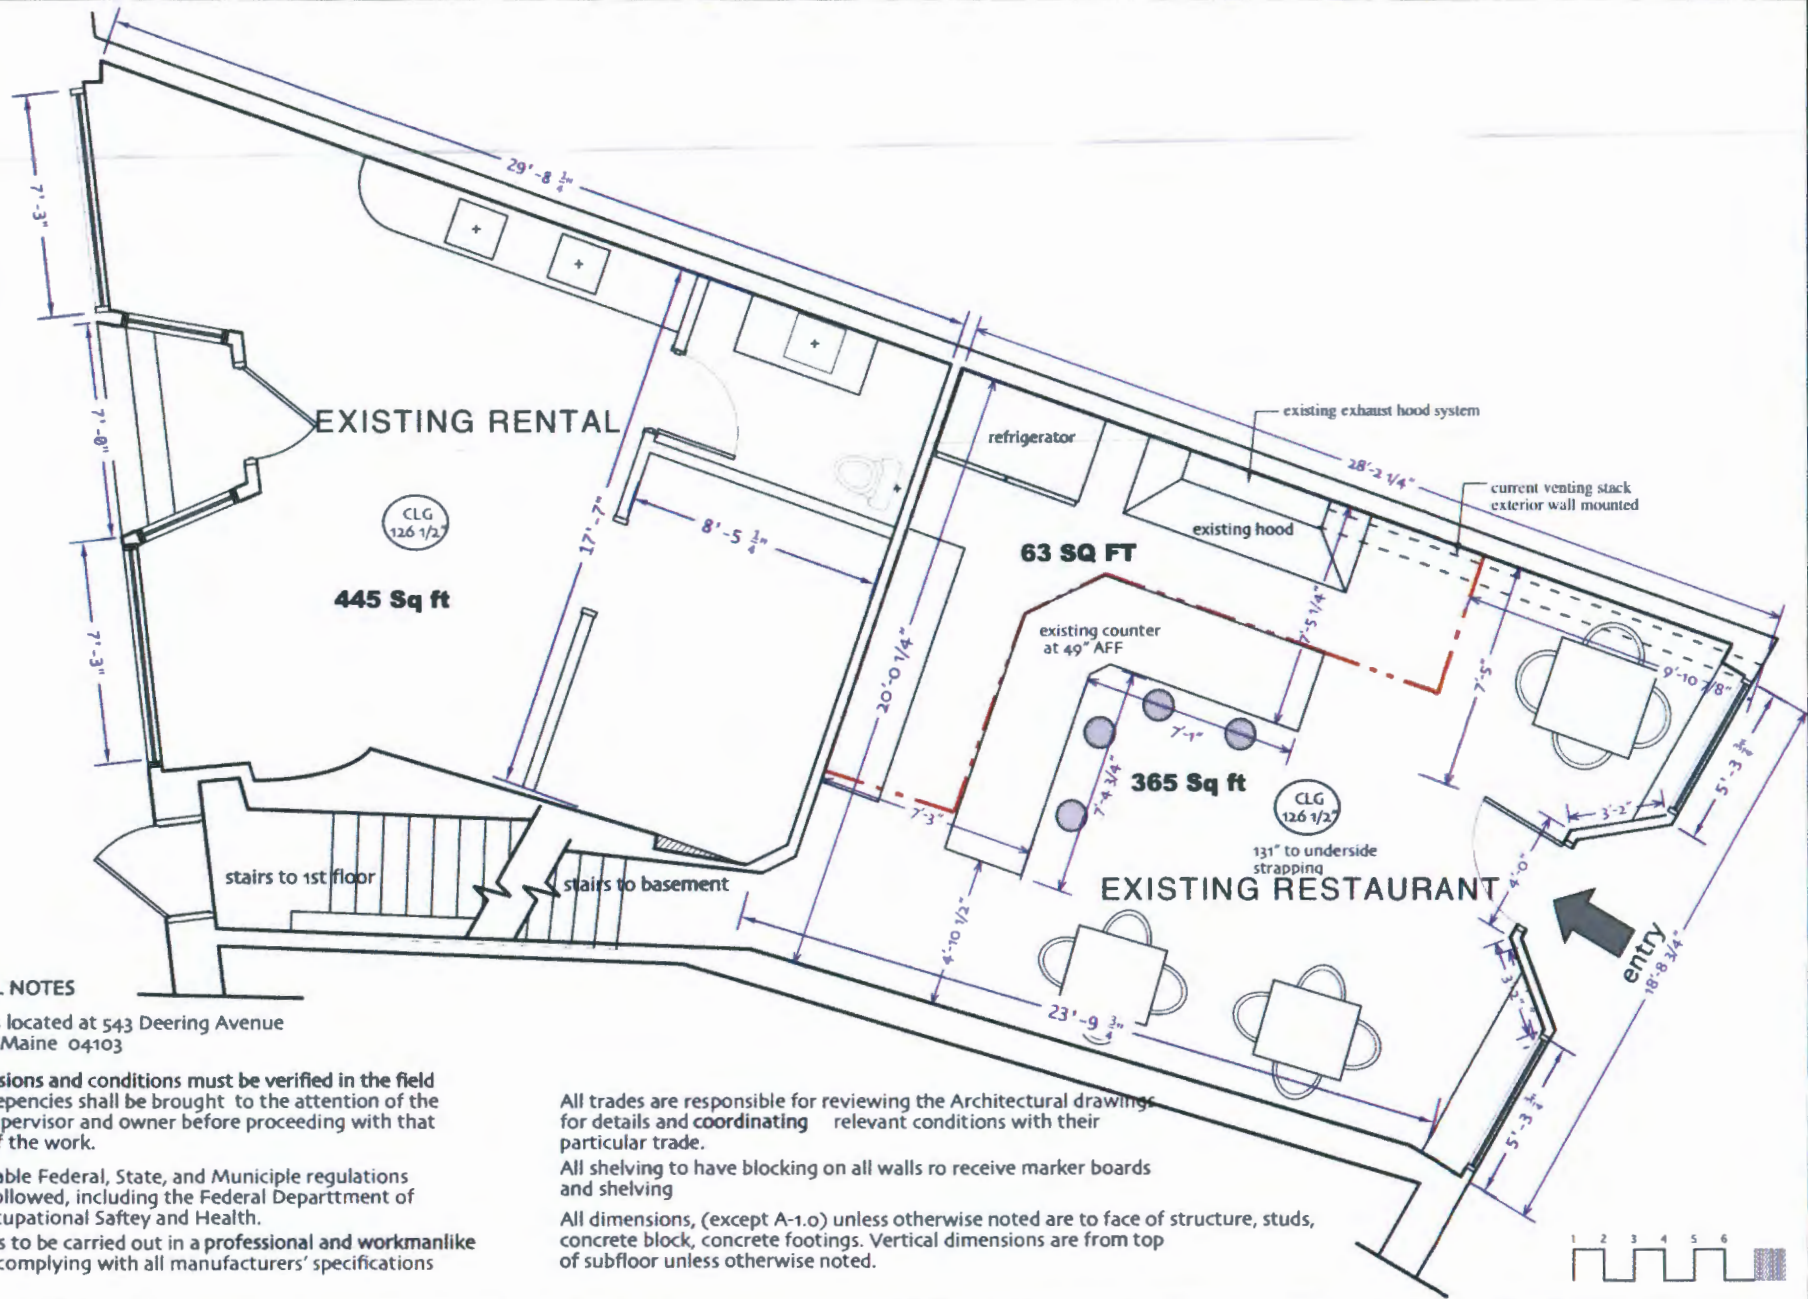 29'-8 3/4"
7'-3"
7'-0"
7'-3"
EXISTING RENTAL
CLG
126 1/2"
445 Sq ft
17'-7"
8'-5 3/4"
stairs to 1st floor
stairs to basement
refrigerator
existing exhaust hood system
28'-2 1/4"
current venting stack
exterior wall mounted
existing hood
63 SQ FT
existing counter
at 49" AFF
7'-5 1/4"
20'-0 1/4"
7'-5"
9'-10 7/8"
7'-1"
7'-4 3/4"
365 Sq ft
CLG
126 1/2"
131" to underside
strapping
EXISTING RESTAURANT
7'-3"
4'-10 1/2"
3'-2"
5'-3 3/4"
4'-0"
entry
18'-8 3/4"
3'-2"
23'-9 3/4"
5'-3 3/4"
. NOTES
located at 543 Deering Avenue
Maine 04103
sions and conditions must be verified in the field
epencies shall be brought to the attention of the
pervisor and owner before proceeding with that
f the work.
able Federal, State, and Municiple regulations
ollowed, including the Federal Departtment of
cupational Saftey and Health.
s to be carried out in a professional and workmanlike
complying with all manufacturers' specifications
All trades are responsible for reviewing the Architectural drawings
for details and coordinating relevant conditions with their
particular trade.
All shelving to have blocking on all walls ro receive marker boards
and shelving
All dimensions, (except A-1.0) unless otherwise noted are to face of structure, studs,
concrete block, concrete footings. Vertical dimensions are from top
of subfloor unless otherwise noted.
1 2 3 4 5 6